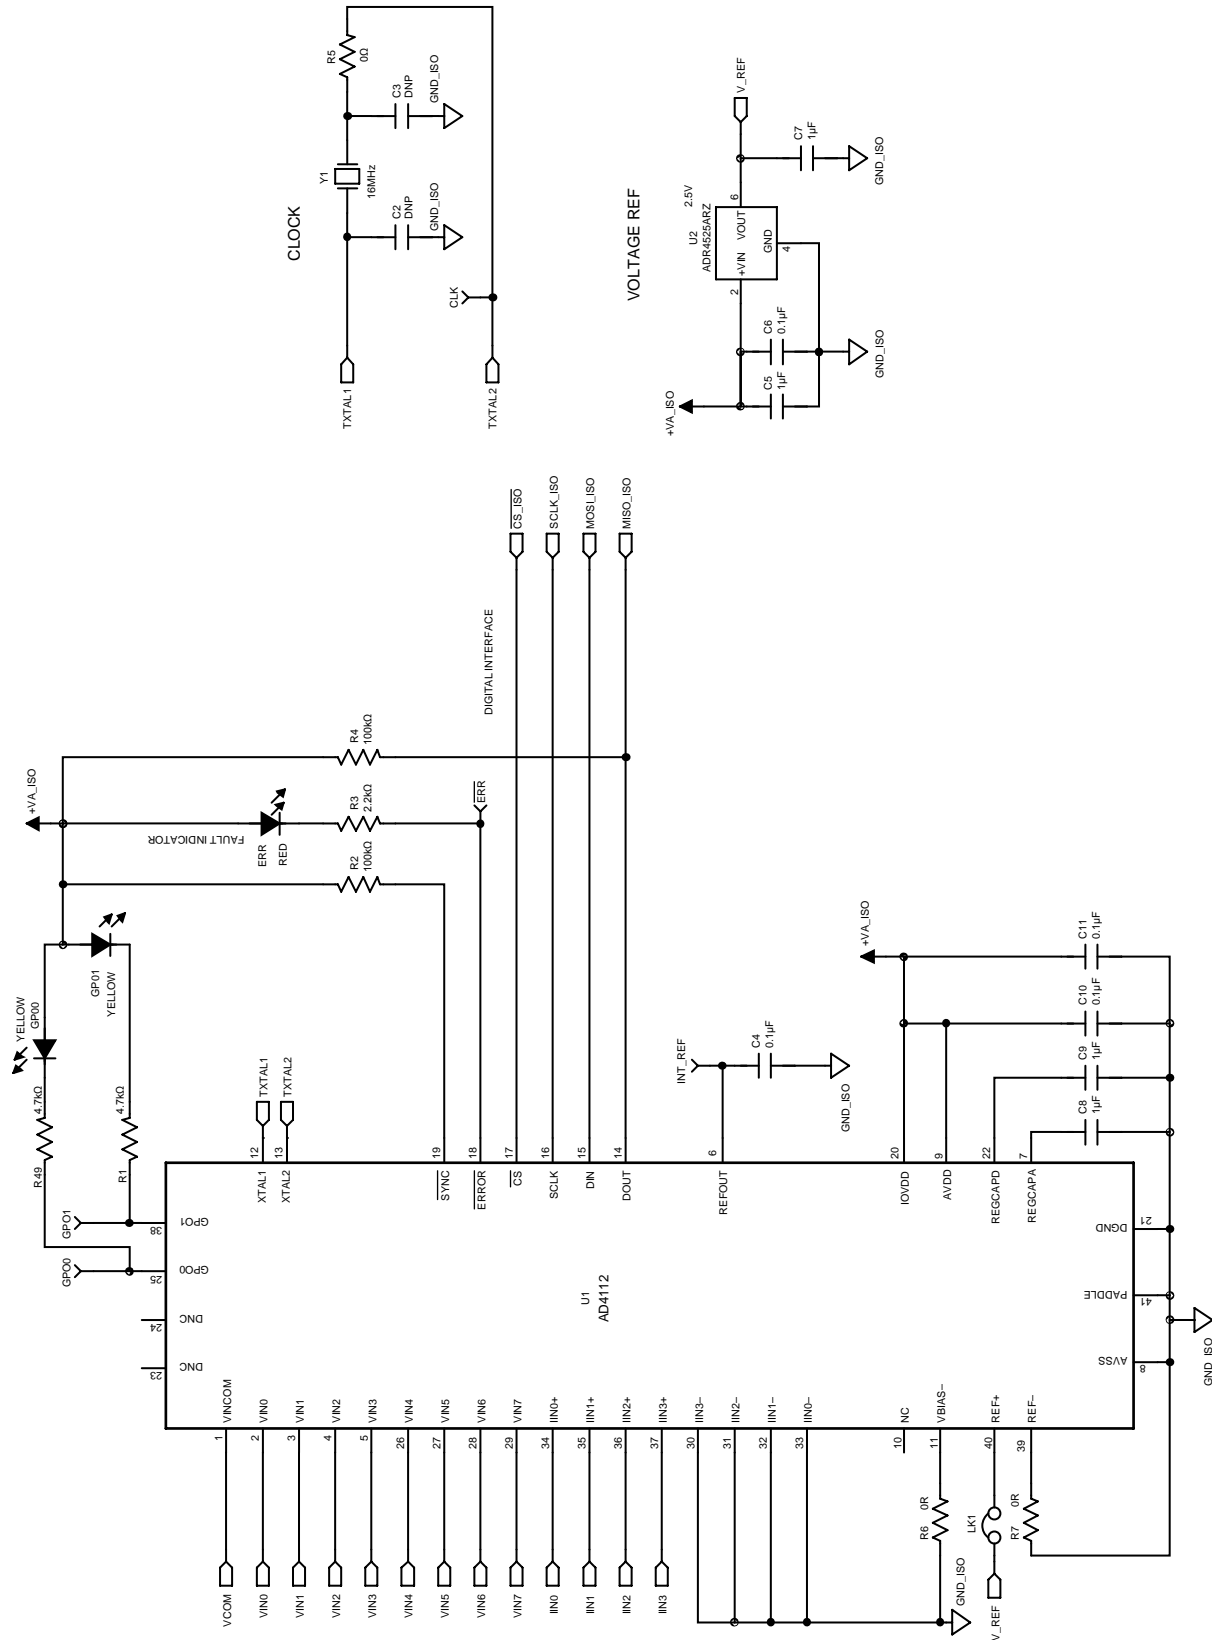 R5
0Ω
C3
DNP
GND_ISO
Y1
16MHz
C2
DNP
GND_ISO
CLOCK
CLK
TXTAL1
TXTAL2
V_REF
C7
1µF
GND_ISO
2.5V
U2
ADR4525ARZ
6
+VIN VOUT
GND
4
2
VOLTAGE REF
C6
0.1µF
C5
1µF
GND_ISO
+VA_ISO
CS_ISO
SCLK_ISO
MOSI_ISO
MISO_ISO
DIGITAL INTERFACE
R4
100kΩ
+VA_ISO
R3
2.2kΩ
ERR
FAULT INDICATOR
ERR
RED
R2
100kΩ
GP01
YELLOW
YELLOW
GP00
4.7kΩ
R49
4.7kΩ
R1
TXTAL1
TXTAL2
INT_REF
C4
0.1µF
GND_ISO
+VA_ISO
C11
0.1µF
C10
0.1µF
C9
1µF
C8
1µF
GPO1
GPO0
12
13
19
18
17
16
15
14
6
20
9
22
7
XTAL1
XTAL2
SYNC
ERROR
CS
SCLK
DIN
DOUT
REFOUT
IOVDD
AVDD
REGCAPD
REGCAPA
38
GPO1
25
GPO0
24
DNC
23
DNC
U1
AD4112
DGND
21
PADDLE
41
AVSS
8
GND_ISO
VINCOM
VIN0
VIN1
VIN2
VIN3
VIN4
VIN5
VIN6
VIN7
IIN0+
IIN1+
IIN2+
IIN3+
IIN3–
IIN2–
IIN1–
IIN0–
NC
VBIAS–
REF+
REF–
1
2
3
4
5
26
27
28
29
34
35
36
37
30
31
32
33
10
11
40
39
R6
0R
LK1
R7
0R
GND_ISO
V_REF
VCOM
VIN0
VIN1
VIN2
VIN3
VIN4
VIN5
VIN6
VIN7
IIN0
IIN1
IIN2
IIN3